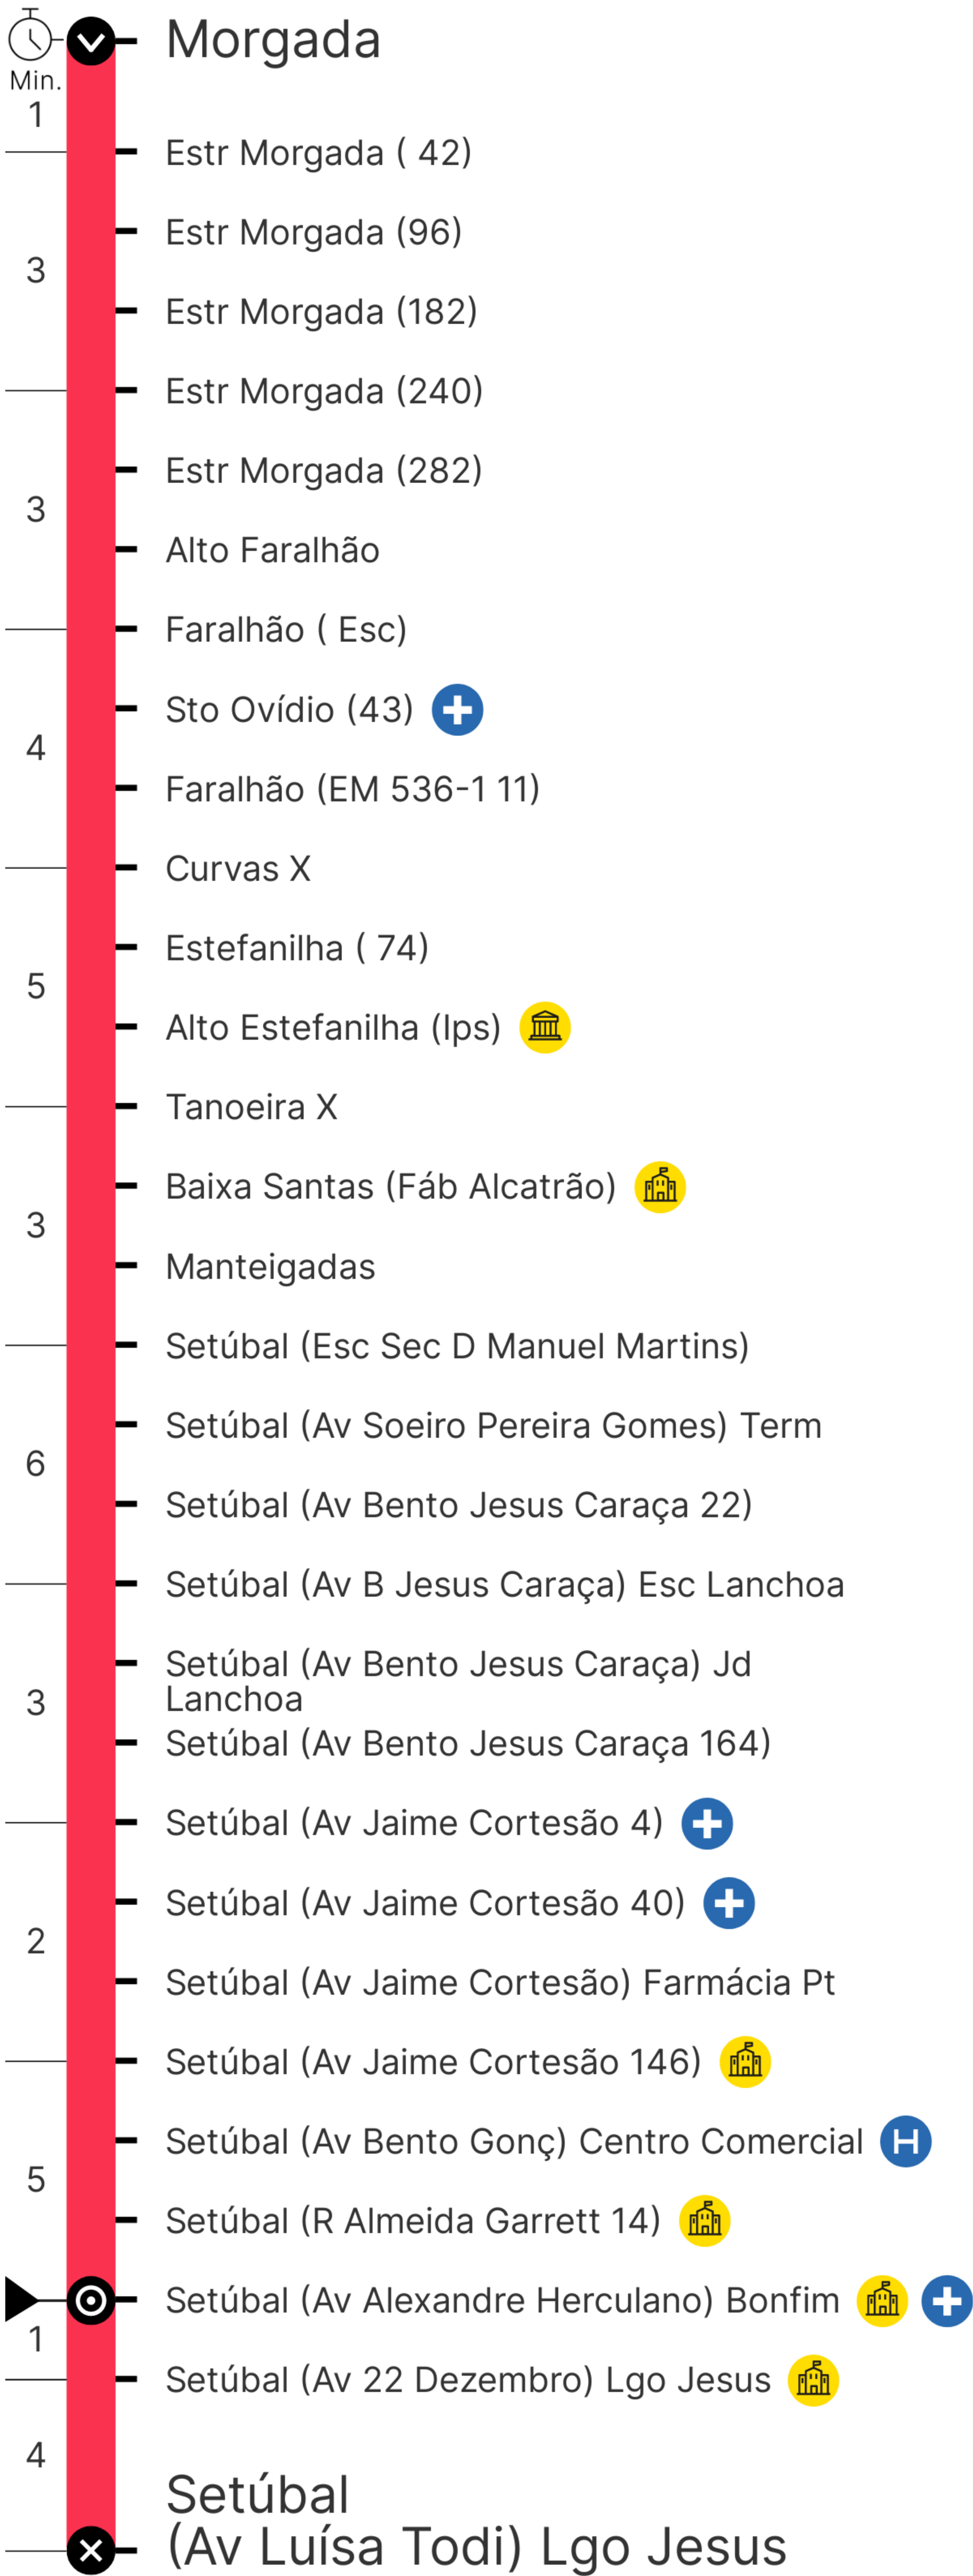 Morgada
Min.
1
Estr Morgada ( 42)
Estr Morgada (96)
3
Estr Morgada (182)
Estr Morgada (240)
Estr Morgada (282)
3
Alto Faralhão
Faralhão ( Esc)
Sto Ovídio (43)
4
Faralhão (EM 536-1 11)
Curvas X
Estefanilha ( 74)
5
Alto Estefanilha (Ips)
Tanoeira X
Baixa Santas (Fáb Alcatrão)
3
Manteigadas
Setúbal (Esc Sec D Manuel Martins)
Setúbal (Av Soeiro Pereira Gomes) Term
6
Setúbal (Av Bento Jesus Caraça 22)
Setúbal (Av B Jesus Caraça) Esc Lanchoa
Setúbal (Av Bento Jesus Caraça) Jd
Lanchoa
3
Setúbal (Av Bento Jesus Caraça 164)
Setúbal (Av Jaime Cortesão 4)
Setúbal (Av Jaime Cortesão 40)
2
Setúbal (Av Jaime Cortesão) Farmácia Pt
Setúbal (Av Jaime Cortesão 146)
Setúbal (Av Bento Gonç) Centro Comercial H
5
Setúbal (R Almeida Garrett 14)
Setúbal (Av Alexandre Herculano) Bonfim
1
Setúbal (Av 22 Dezembro) Lgo Jesus
4
Setúbal
(Av Luísa Todi) Lgo Jesus